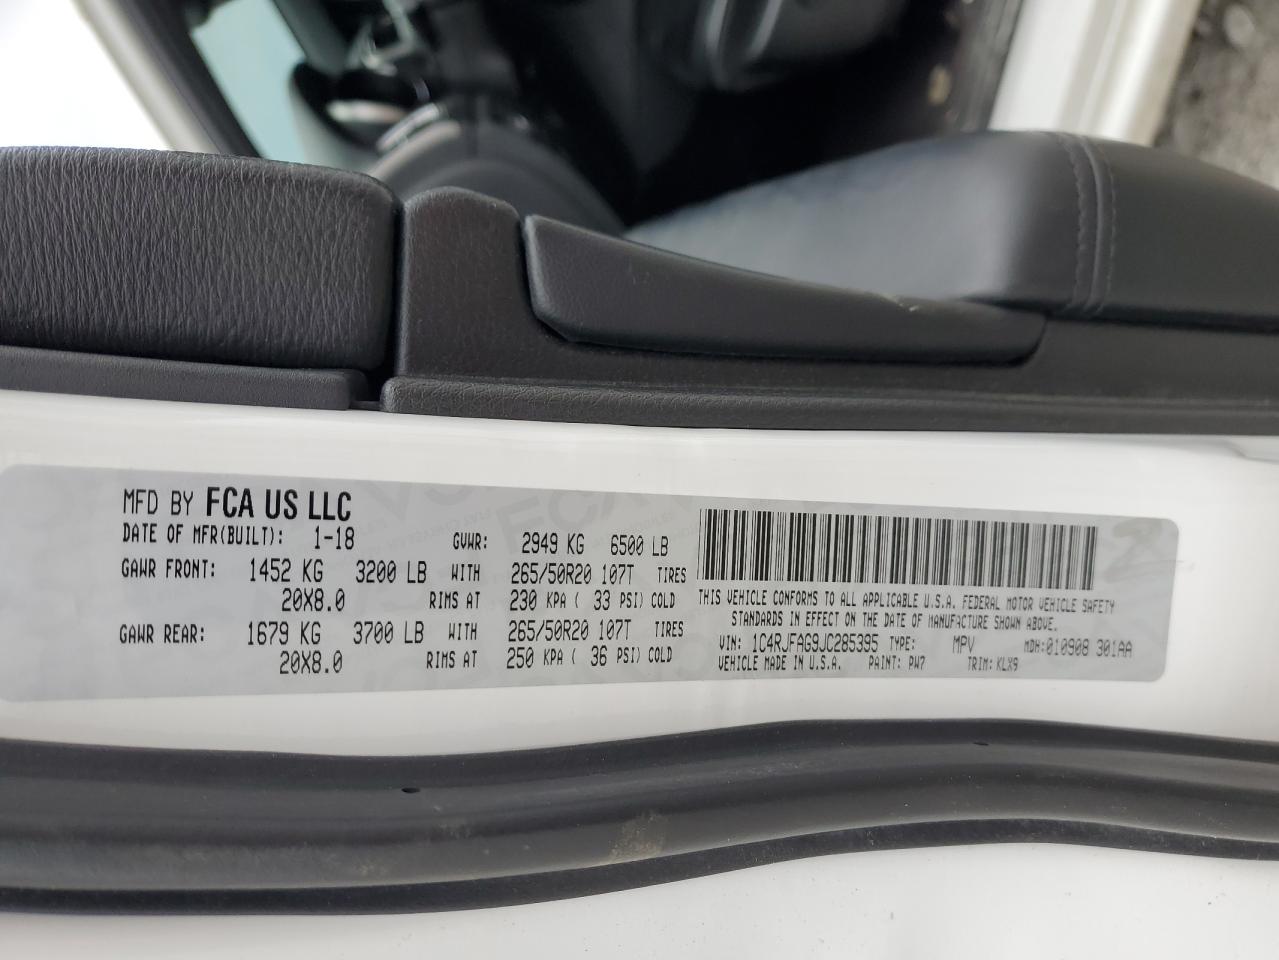 MFD BY FCA US LLC
DATE OF MFR(BUILT): 1-18 GVWR: 2949 KG 6500 LB
GAWR FRONT: 1452 KG 3200 LB WITH 265/50R20 107T TIRES
20X8.0 RIMS AT 230 KPA ( 33 PSI) COLD
GAWR REAR: 1679 KG 3700 LB WITH 265/50R20 107T TIRES
20X8.0 RIMS AT 250 KPA ( 36 PSI) COLD
THIS VEHICLE CONFORMS TO ALL APPLICABLE U.S.A. FEDERAL MOTOR VEHICLE SAFETY
STANDARDS IN EFFECT ON THE DATE OF MANUFACTURE SHOWN ABOVE.
VIN: 1C4RJFAG9JC285395 TYPE: MPV MDH:010908 301AA
VEHICLE MADE IN U.S.A. PAINT: PW7 TRIM: KLX9